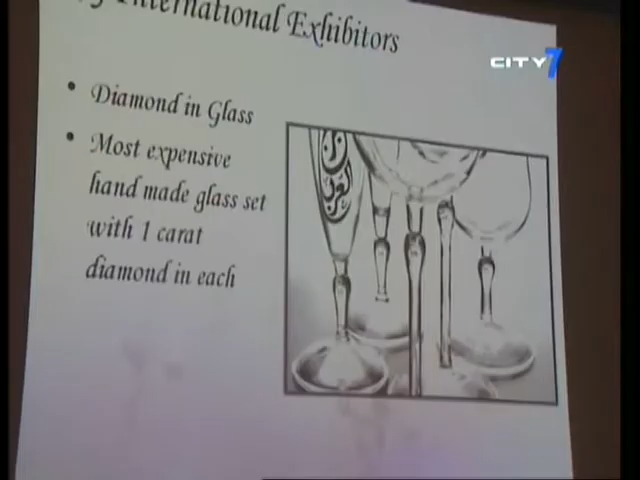 International Exhibitors
CITY7
• Diamond in Glass
• Most expensive
hand made glass set
with 1 carat
diamond in each